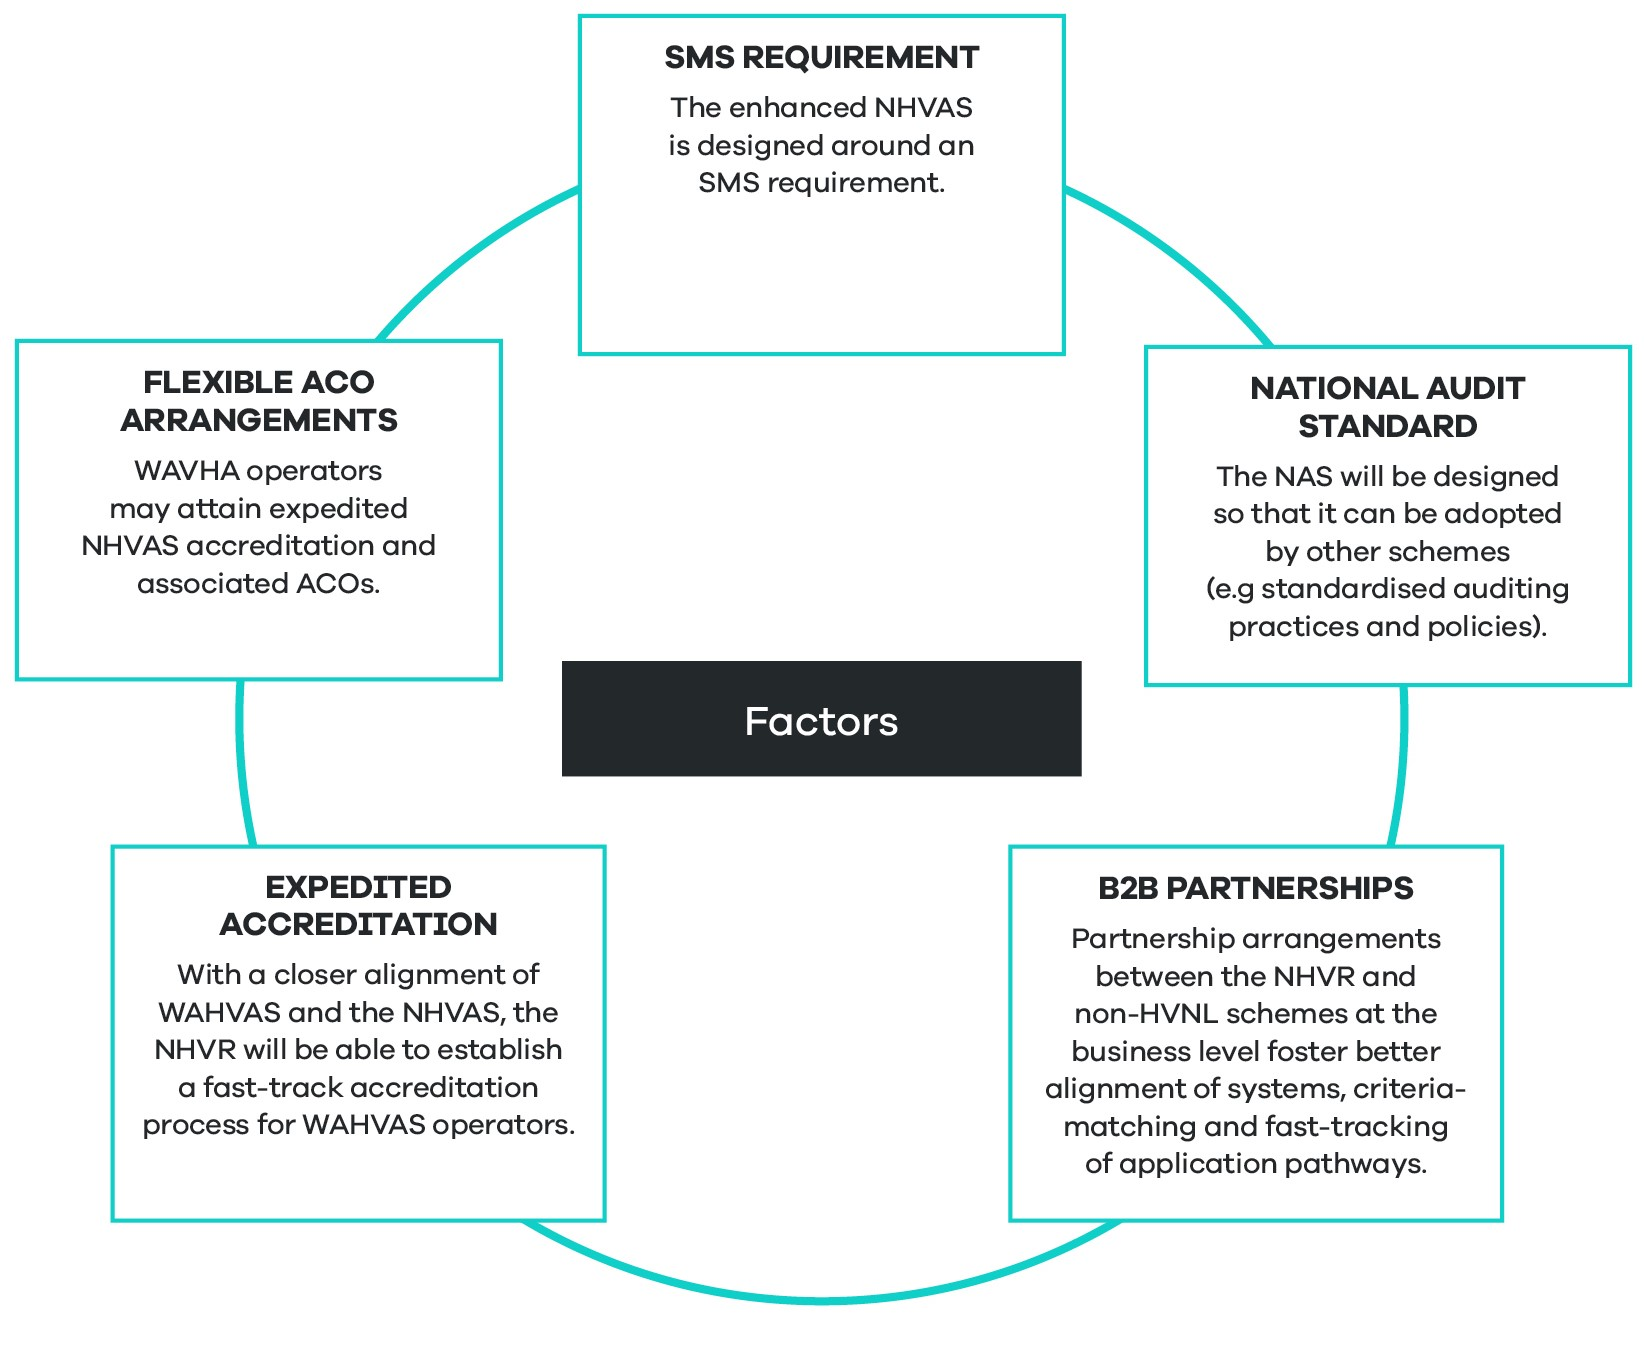 SMS REQUIREMENT
The enhanced NHVAS
is designed around an
SMS requirement.
NATIONAL AUDIT
STANDARD
The NAS will be designed
so that it can be adopted
by other schemes
(e.g standardised auditing
practices and policies).
B2B PARTNERSHIPS
Partnership arrangements
between the NHVR and
non-HVNL schemes at the
business level foster better
alignment of systems, criteria-
matching and fast-tracking
of application pathways.
EXPEDITED
ACCREDITATION
With a closer alignment of
WAHVAS and the NHVAS, the
NHVR will be able to establish
a fast-track accreditation
process for WAHVAS operators.
FLEXIBLE ACO
ARRANGEMENTS
WAVHA operators
may attain expedited
NHVAS accreditation and
associated ACOs.
Factors